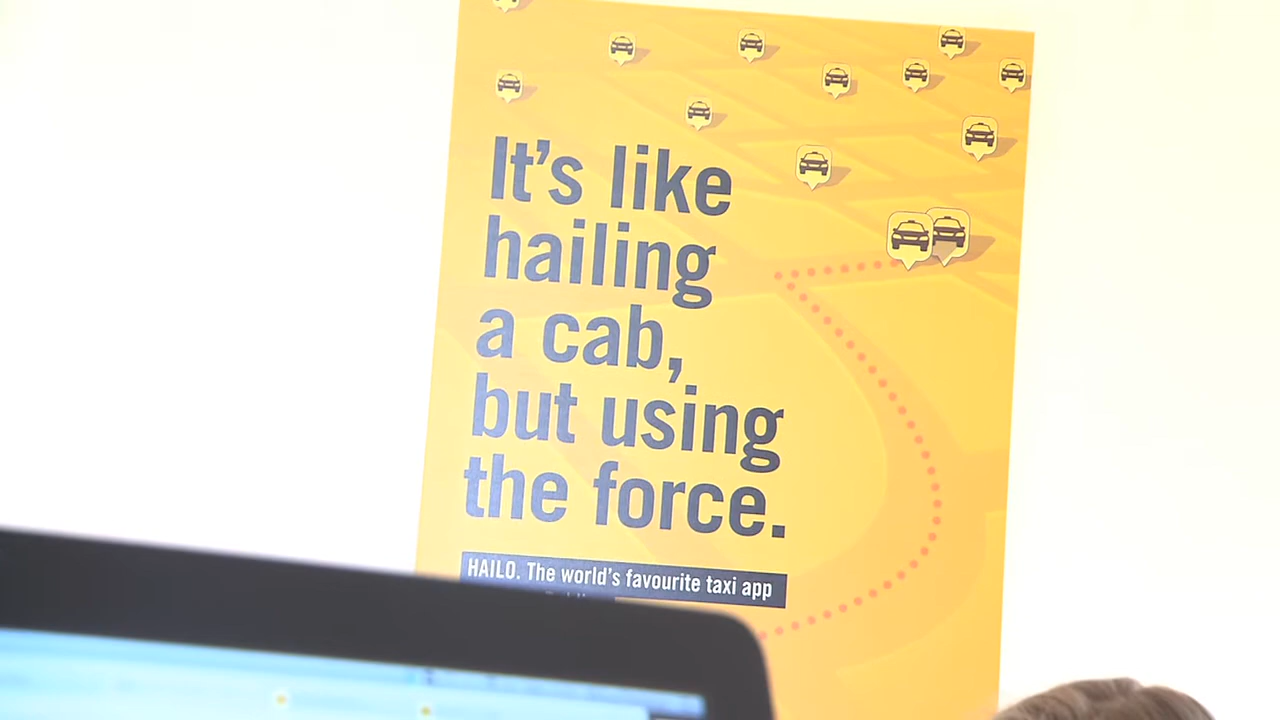 It's like
hailing
a cab,
but using
the force.
HAILO. The world's favourite taxi app